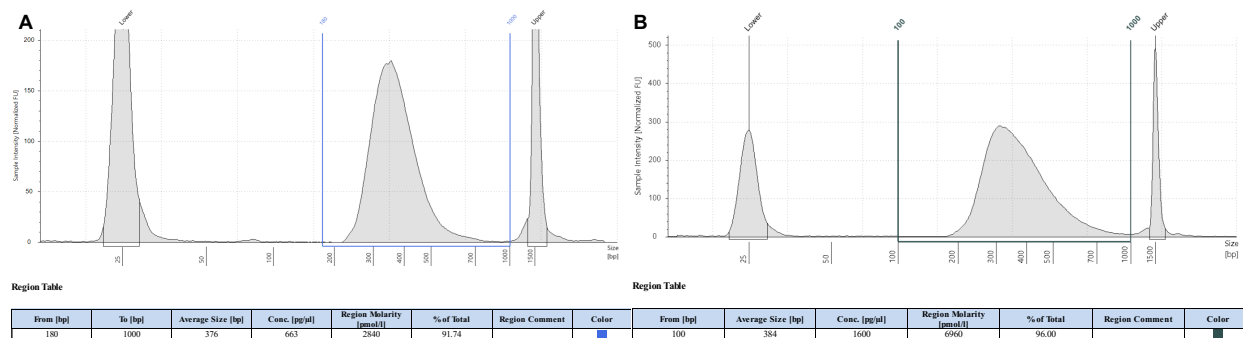 A
Lower
180
1000
Upper
Sample Intensity [Normalized FU]
200
150
100
50
0
25
50
100
200
300
400
500
700
1000
1500
Size
[bp]
Region Table
From [bp] To [bp] Average Size [bp] Conc. [pg/µl] Region Molarity [pmol/l] % of Total Region Comment Color
180 1000 376 663 2840 91.74
B
Lower
100
1000
Upper
Sample Intensity [Normalized FU]
500
400
300
200
100
0
25
50
100
200
300
400
500
700
1000
1500
Size
[bp]
Region Table
From [bp] Average Size [bp] Conc. [pg/µl] Region Molarity [pmol/l] % of Total Region Comment Color
100 384 1600 6960 96.00